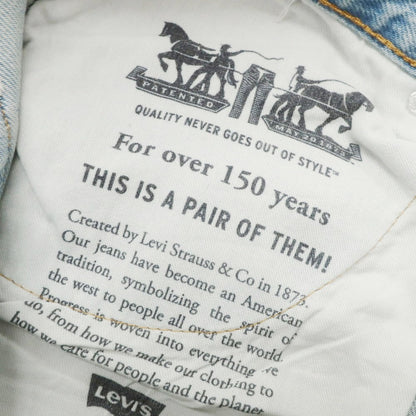 PATENTED
MAY 20 1873
QUALITY NEVER GOES OUT OF STYLE™
For over 150 years
THIS IS A PAIR OF THEM!
Created by Levi Strauss & Co in 1873.
Our jeans have become an American
tradition, symbolizing the spirit of
the west to people all over the world.
Progress is woven into everything we
do, from how we make our clothing to
how we care for people and the planet
Levi's